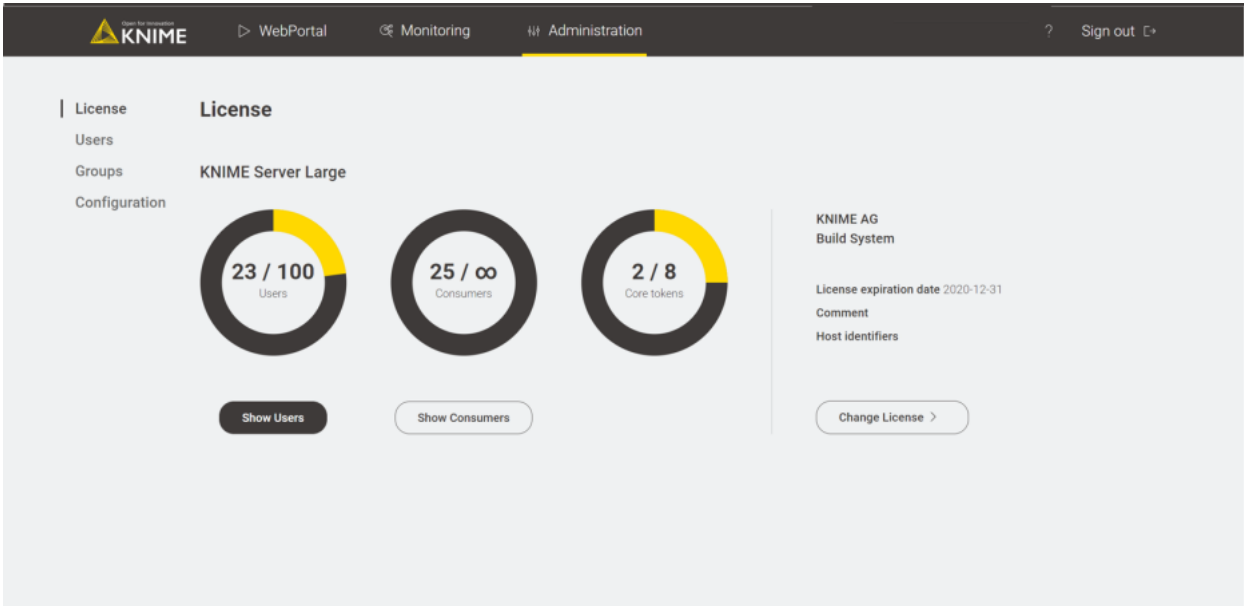 Open for Innovation
KNIME
WebPortal
Monitoring
Administration
?
Sign out
License
Users
Groups
Configuration
License
KNIME Server Large
23 / 100
Users
25 / ∞
Consumers
2 / 8
Core tokens
Show Users
Show Consumers
KNIME AG
Build System
License expiration date 2020-12-31
Comment
Host identifiers
Change License >